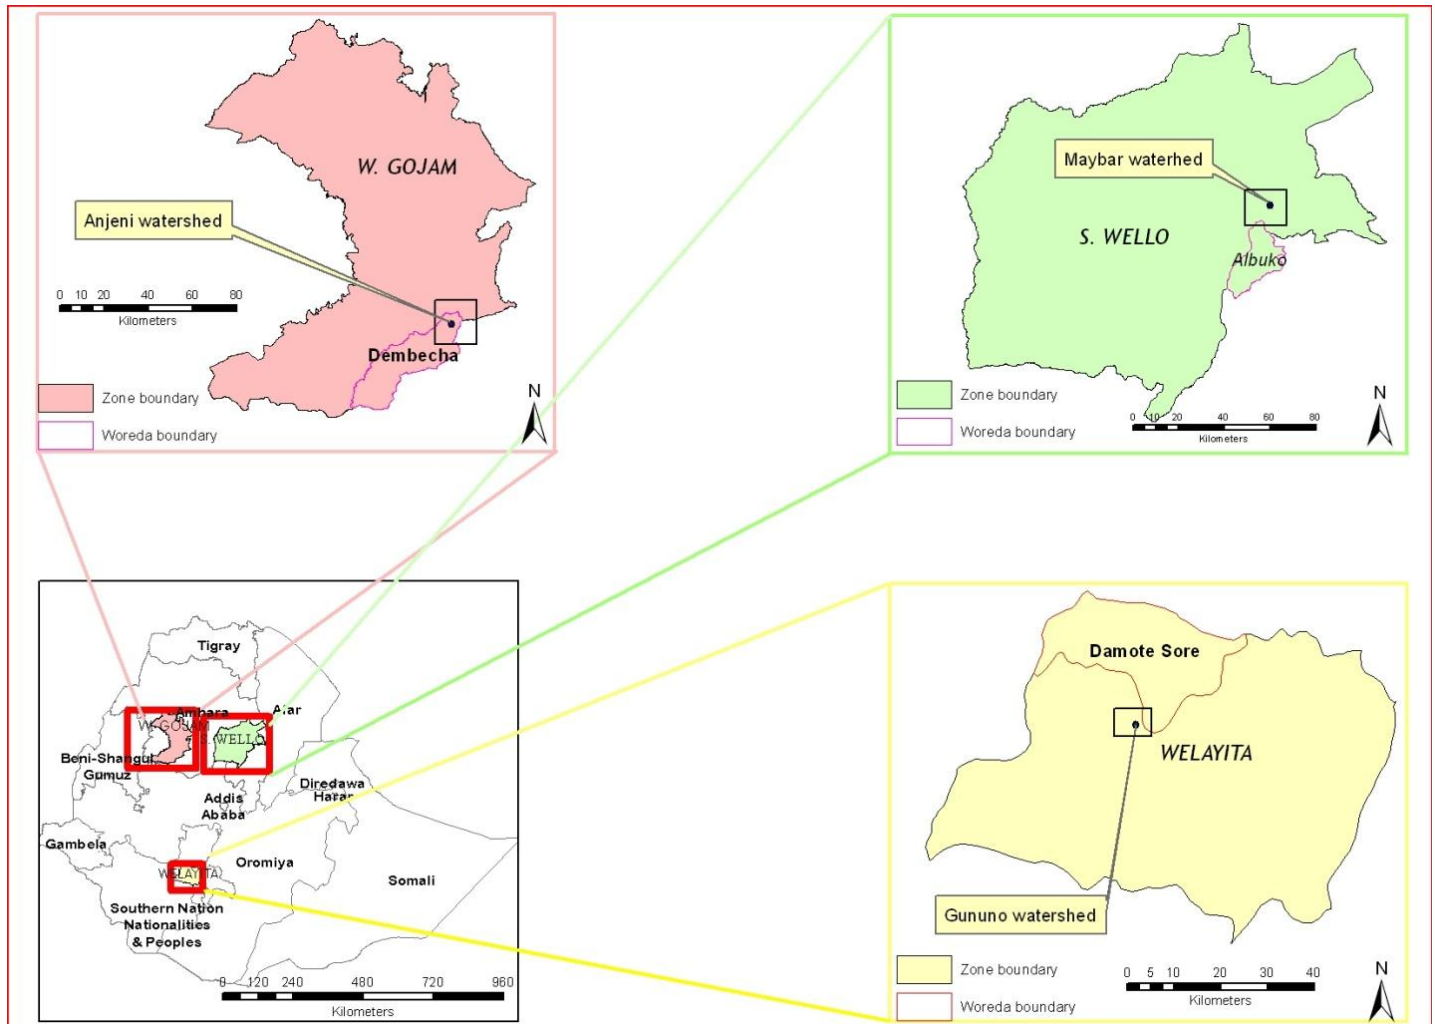 W. GOJAM
Anjeni watershed
0 10 20 40 60 80
Kilometers
Dembecha
Zone boundary
Woreda boundary
N
Maybar waterhed
S. WELLO
Albuko
Zone boundary
Woreda boundary
0 10 20 40 60 80
Kilometers
N
Tigray
Afar
Amhara
W. GOJAM
S. WELLO
Beni-Shangul
Gumuz
Addis
Ababa
Diredawa
Harar
Gambela
Oromiya
WELAYITA
Somali
Southern Nation
Nationalities
& Peoples
0 120 240 480 720 960
Kilometers
Damote Sore
WELAYITA
Gununo watershed
Zone boundary
Woreda boundary
0 5 10 20 30 40
Kilometers
N